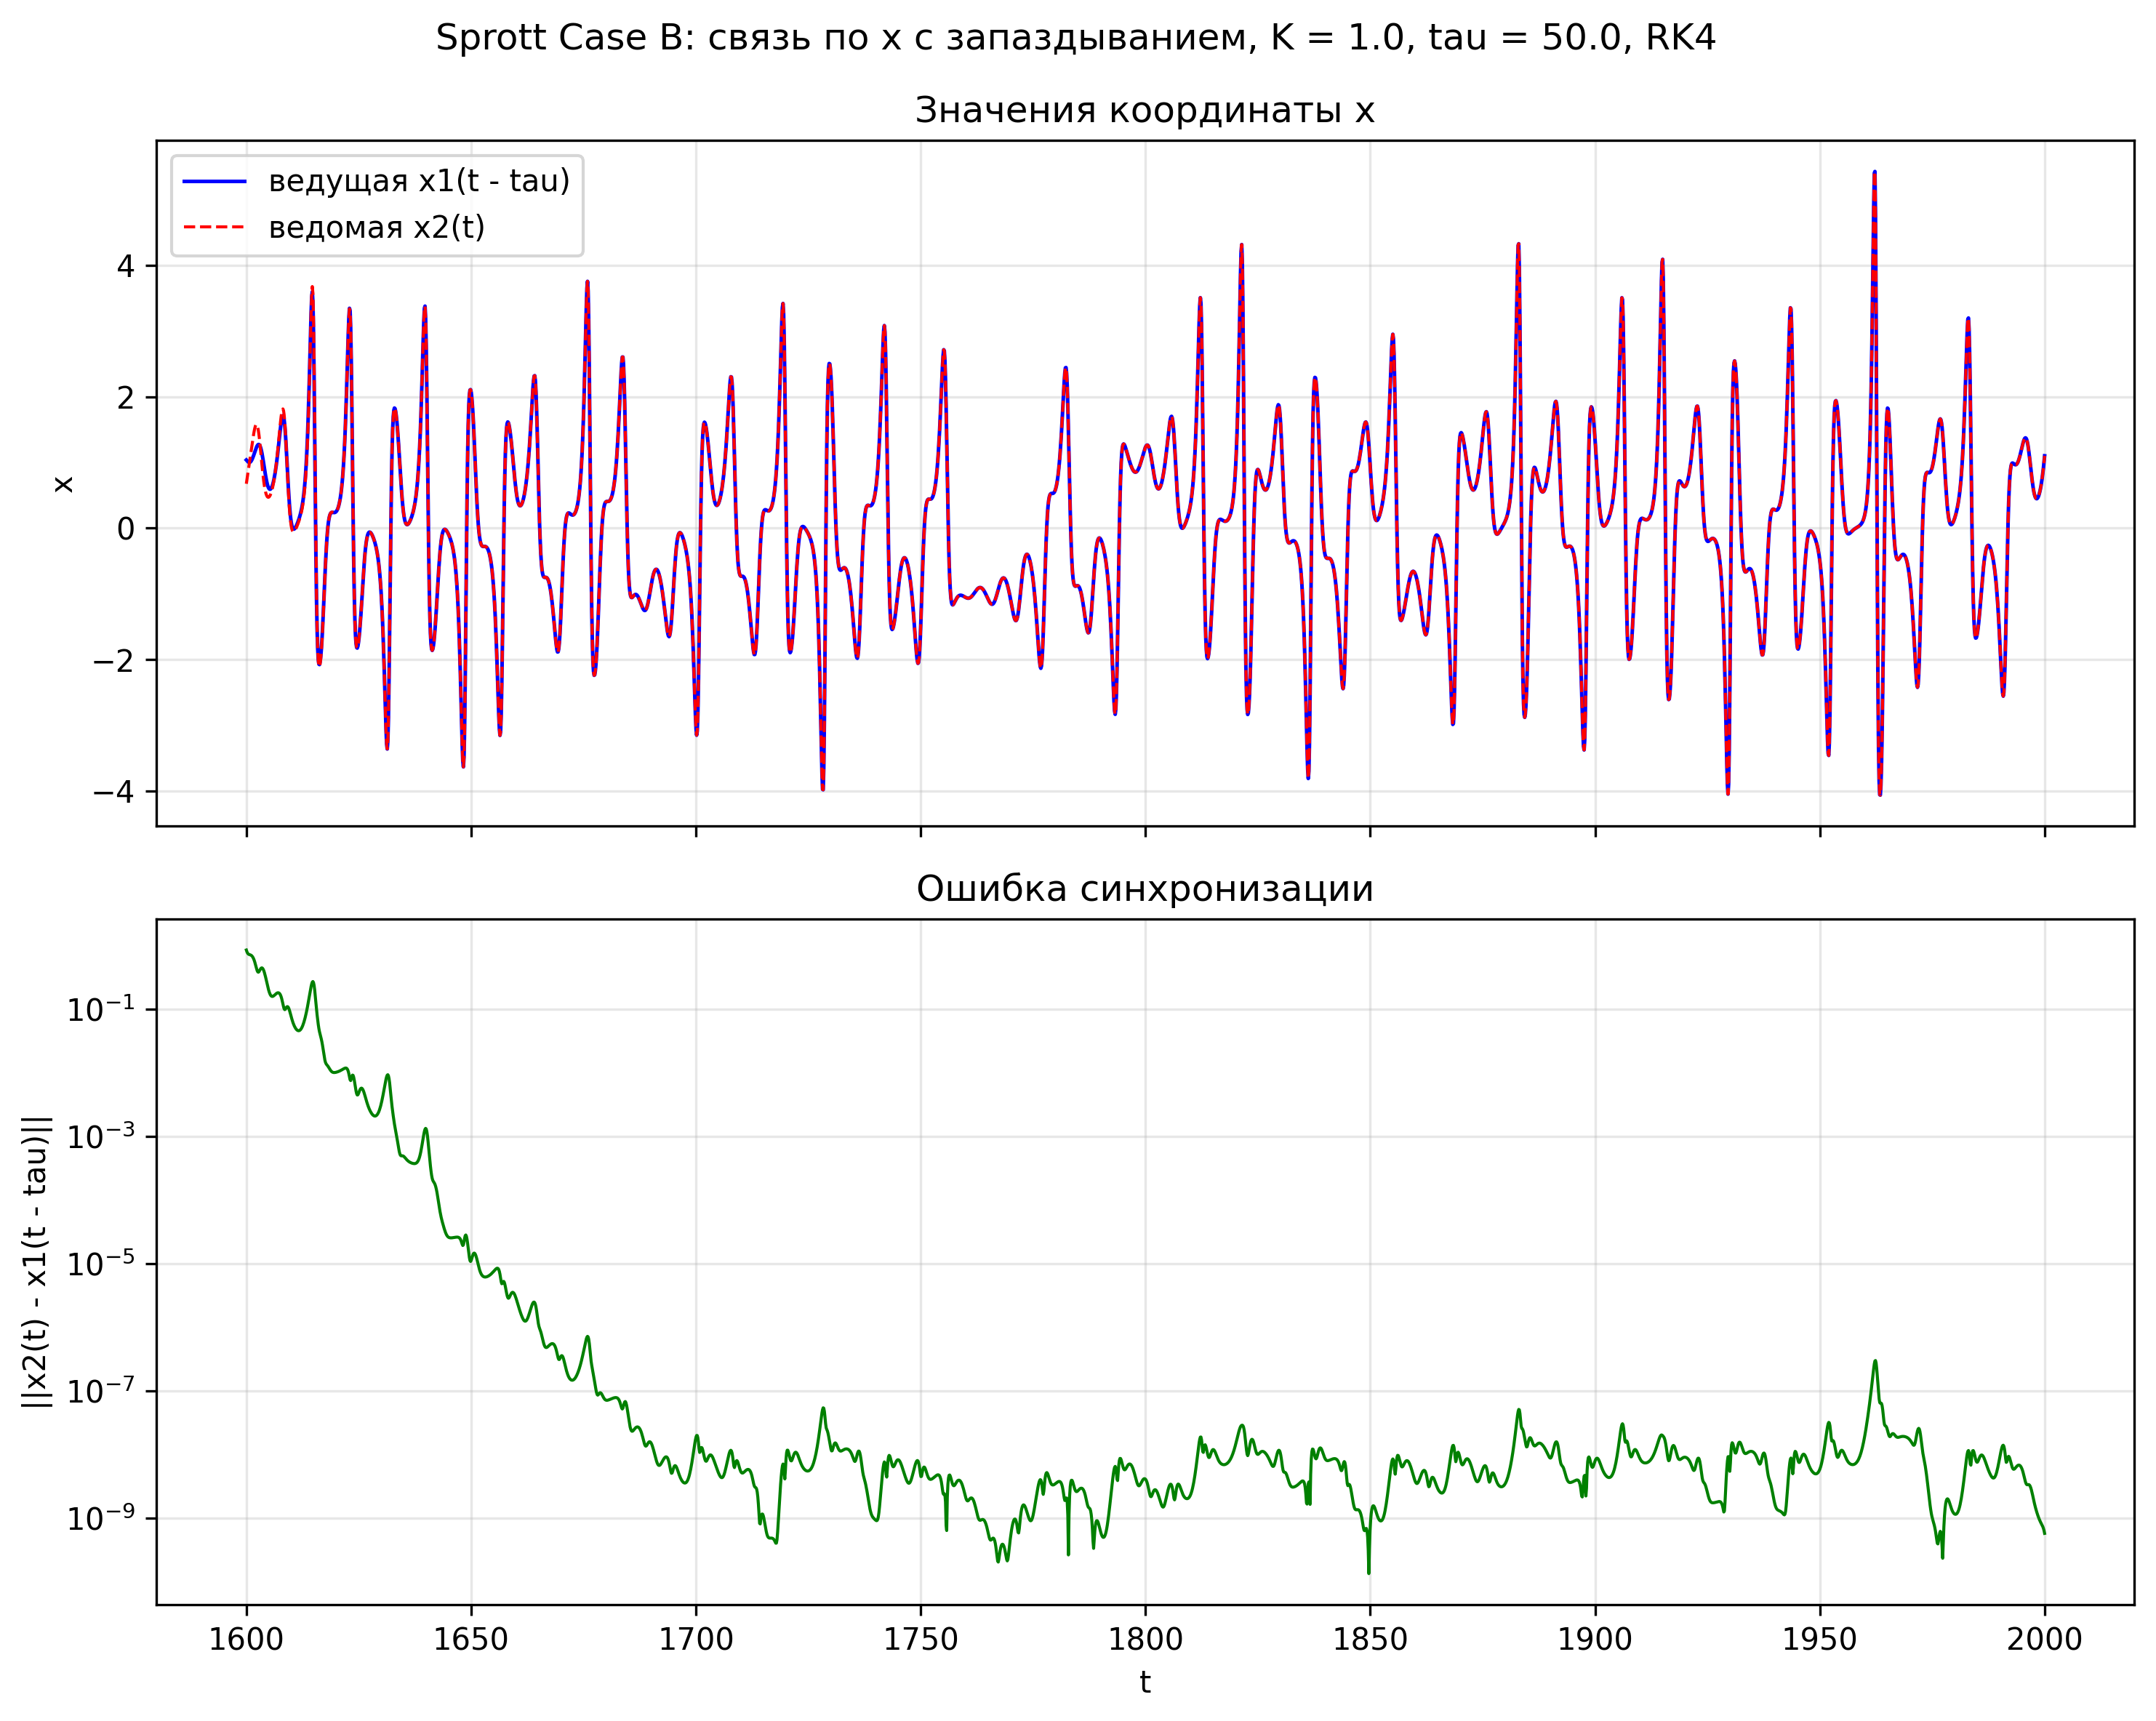 Sprott Case B: связь по x с запаздыванием, K = 1.0, tau = 50.0, RK4
Значения координаты x
ведущая x1(t - tau)
ведомая x2(t)
x
4
2
0
−2
−4
Ошибка синхронизации
||x2(t) - x1(t - tau)||
10⁻¹
10⁻³
10⁻⁵
10⁻⁷
10⁻⁹
1600 1650 1700 1750 1800 1850 1900 1950 2000
t